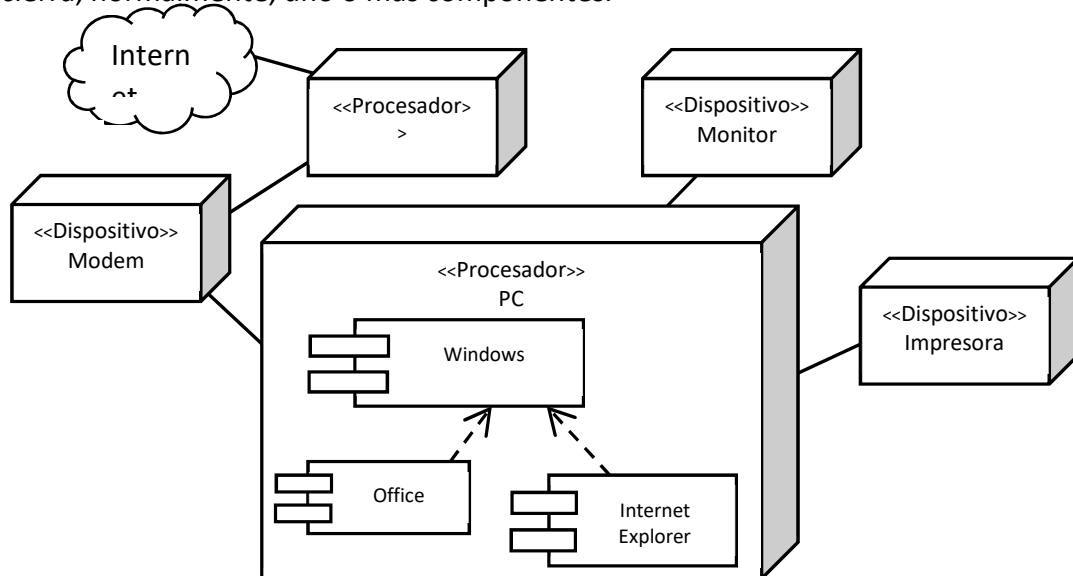 Intern
<<Procesador>
>
<<Dispositivo>>
Monitor
<<Dispositivo>>
Modem
<<Procesador>>
PC
<<Dispositivo>>
Impresora
Windows
Office
Internet
Explorer